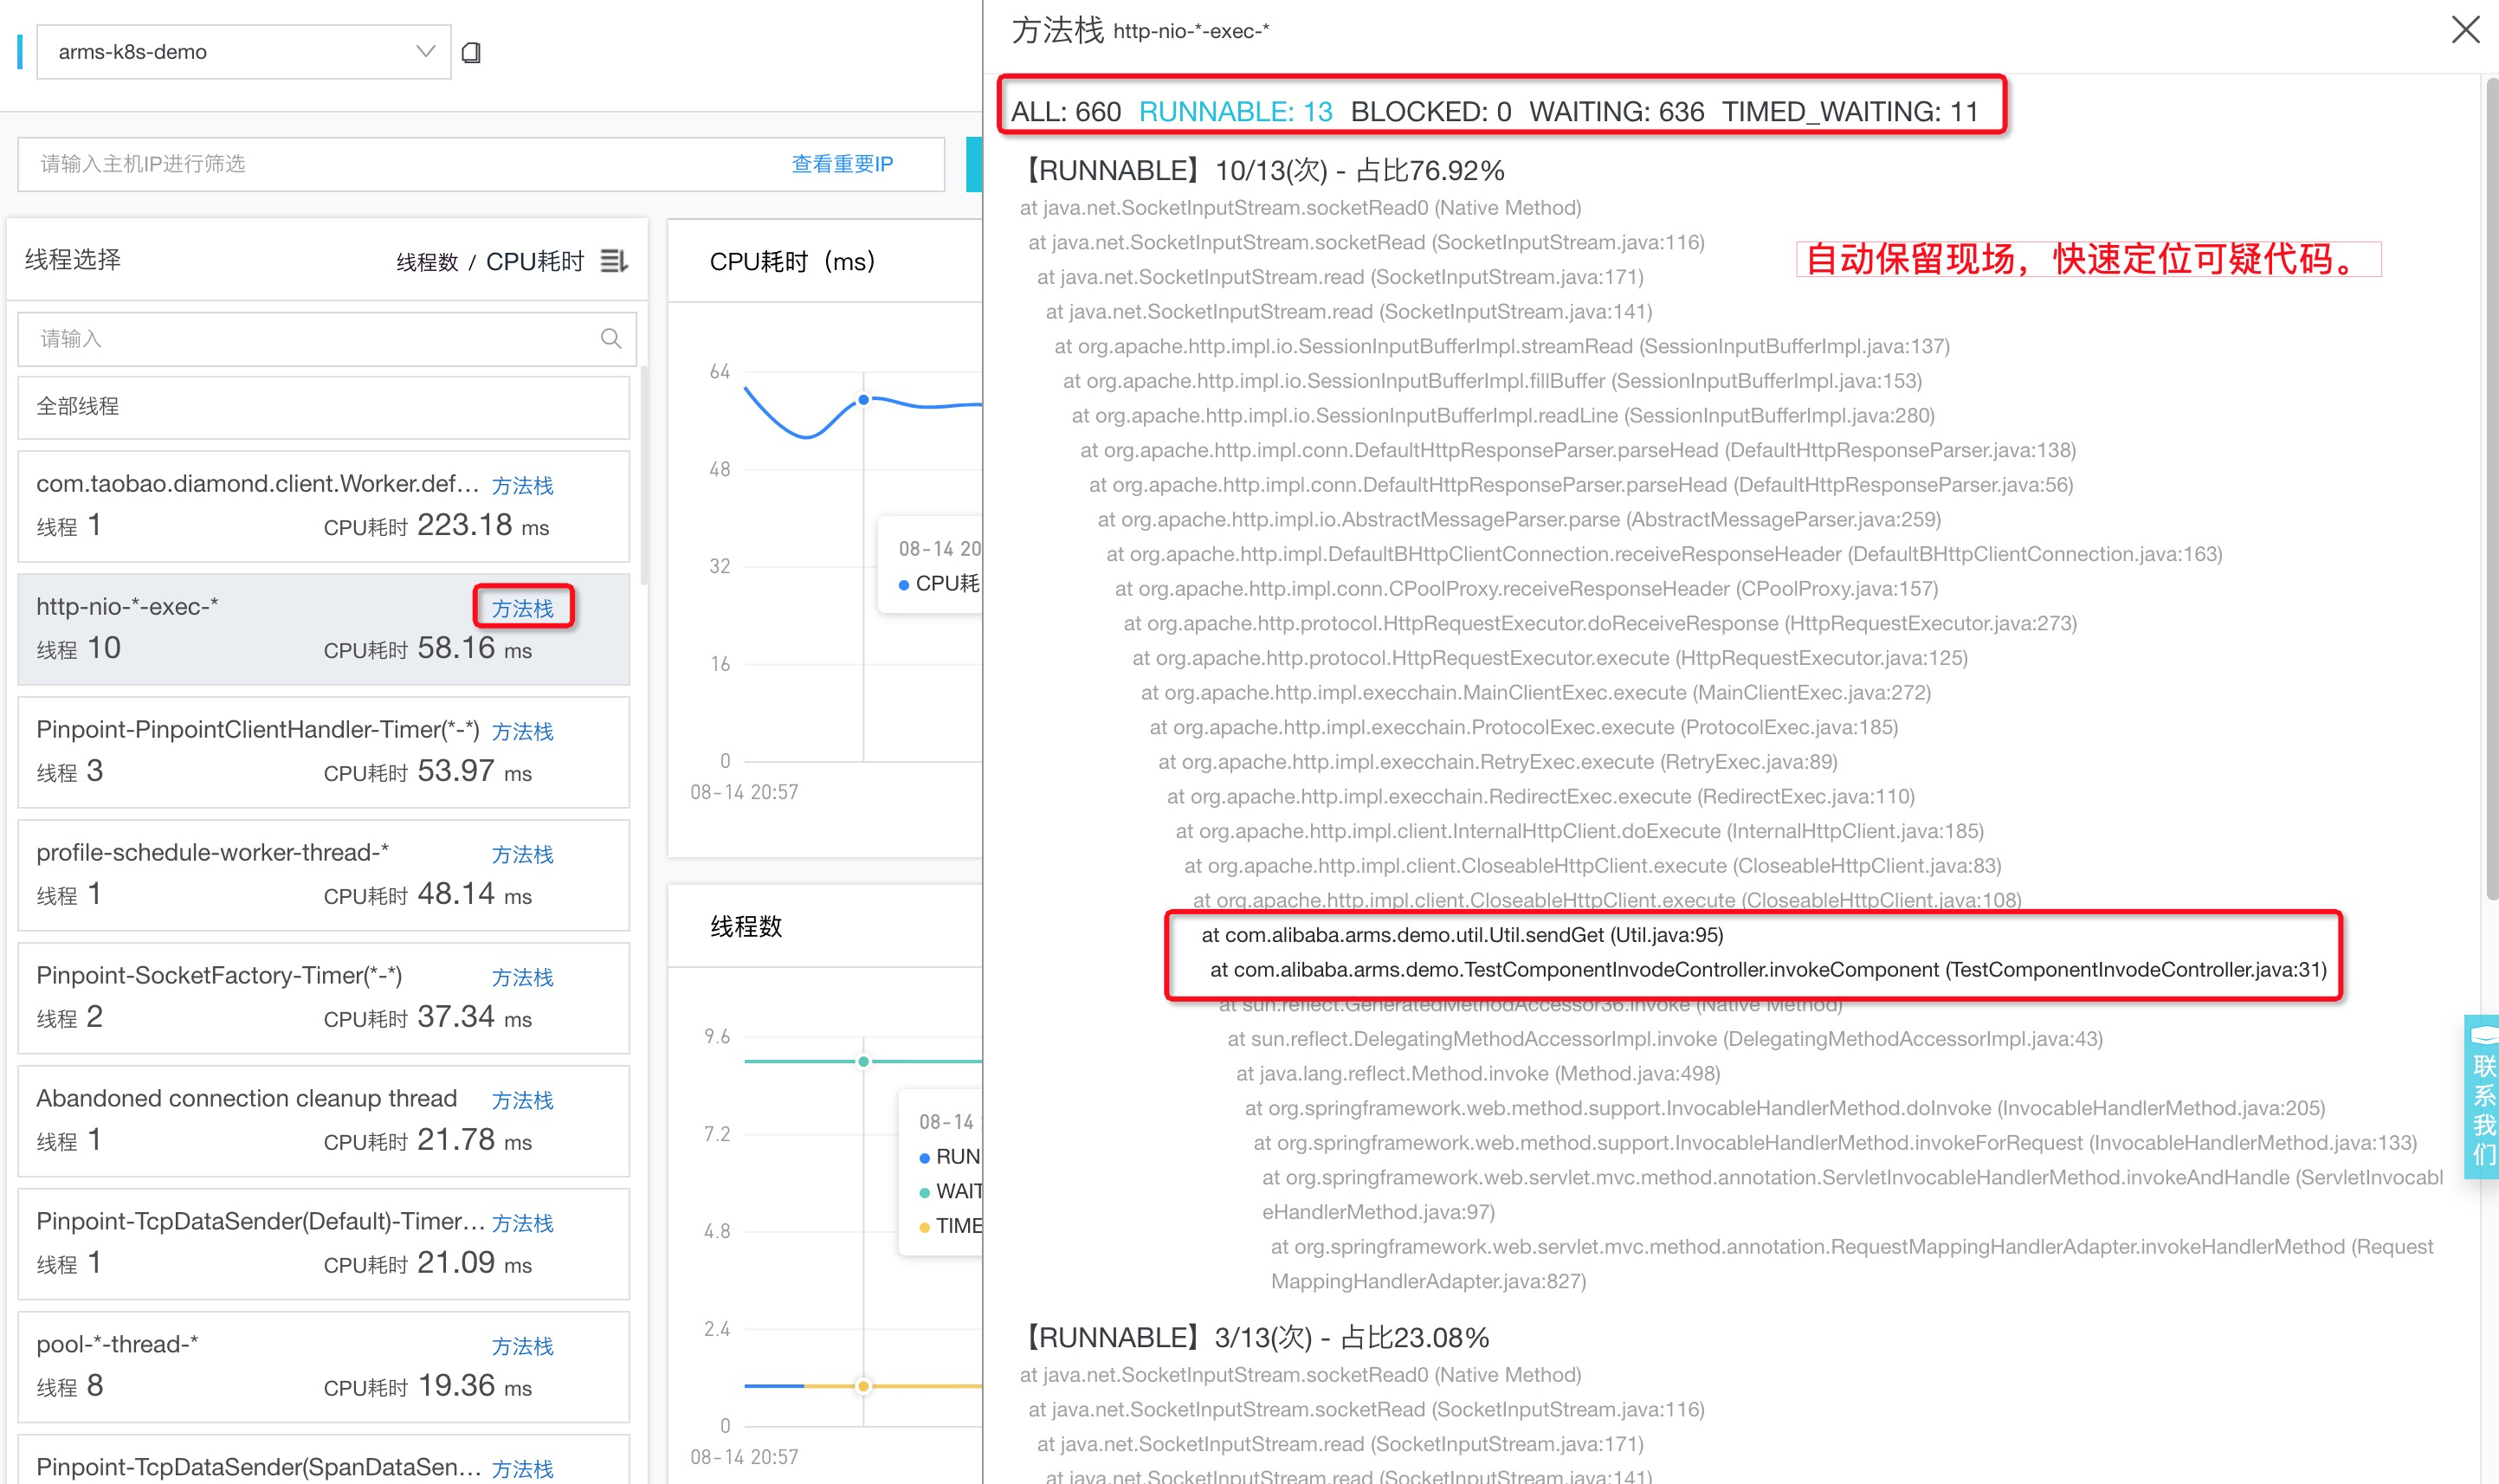 arms-k8s-demo
请输入主机IP进行筛选
查看重要IP
线程选择
线程数 / CPU耗时
请输入
全部线程
com.taobao.diamond.client.Worker.def... 方法栈
线程 1 CPU耗时 223.18 ms
http-nio-*-exec-* 方法栈
线程 10 CPU耗时 58.16 ms
Pinpoint-PinpointClientHandler-Timer(*-*) 方法栈
线程 3 CPU耗时 53.97 ms
profile-schedule-worker-thread-* 方法栈
线程 1 CPU耗时 48.14 ms
Pinpoint-SocketFactory-Timer(*-*) 方法栈
线程 2 CPU耗时 37.34 ms
Abandoned connection cleanup thread 方法栈
线程 1 CPU耗时 21.78 ms
Pinpoint-TcpDataSender(Default)-Timer... 方法栈
线程 1 CPU耗时 21.09 ms
pool-*-thread-* 方法栈
线程 8 CPU耗时 19.36 ms
Pinpoint-TcpDataSender(SpanDataSen... 方法栈
CPU耗时（ms）
64
48
32
16
0
08-14 20:57
08-14 20
CPU耗
线程数
9.6
7.2
4.8
2.4
0
08-14 20:57
08-14
RUN
WAIT
TIME
方法栈 http-nio-*-exec-*
ALL: 660 RUNNABLE: 13 BLOCKED: 0 WAITING: 636 TIMED_WAITING: 11
【RUNNABLE】10/13(次) - 占比76.92%
自动保留现场，快速定位可疑代码。
at java.net.SocketInputStream.socketRead0 (Native Method)
at java.net.SocketInputStream.socketRead (SocketInputStream.java:116)
at java.net.SocketInputStream.read (SocketInputStream.java:171)
at java.net.SocketInputStream.read (SocketInputStream.java:141)
at org.apache.http.impl.io.SessionInputBufferImpl.streamRead (SessionInputBufferImpl.java:137)
at org.apache.http.impl.io.SessionInputBufferImpl.fillBuffer (SessionInputBufferImpl.java:153)
at org.apache.http.impl.io.SessionInputBufferImpl.readLine (SessionInputBufferImpl.java:280)
at org.apache.http.impl.conn.DefaultHttpResponseParser.parseHead (DefaultHttpResponseParser.java:138)
at org.apache.http.impl.conn.DefaultHttpResponseParser.parseHead (DefaultHttpResponseParser.java:56)
at org.apache.http.impl.io.AbstractMessageParser.parse (AbstractMessageParser.java:259)
at org.apache.http.impl.DefaultBHttpClientConnection.receiveResponseHeader (DefaultBHttpClientConnection.java:163)
at org.apache.http.impl.conn.CPoolProxy.receiveResponseHeader (CPoolProxy.java:157)
at org.apache.http.protocol.HttpRequestExecutor.doReceiveResponse (HttpRequestExecutor.java:273)
at org.apache.http.protocol.HttpRequestExecutor.execute (HttpRequestExecutor.java:125)
at org.apache.http.impl.execchain.MainClientExec.execute (MainClientExec.java:272)
at org.apache.http.impl.execchain.ProtocolExec.execute (ProtocolExec.java:185)
at org.apache.http.impl.execchain.RetryExec.execute (RetryExec.java:89)
at org.apache.http.impl.execchain.RedirectExec.execute (RedirectExec.java:110)
at org.apache.http.impl.client.InternalHttpClient.doExecute (InternalHttpClient.java:185)
at org.apache.http.impl.client.CloseableHttpClient.execute (CloseableHttpClient.java:83)
at org.apache.http.impl.client.CloseableHttpClient.execute (CloseableHttpClient.java:108)
at com.alibaba.arms.demo.util.Util.sendGet (Util.java:95)
at com.alibaba.arms.demo.TestComponentInvodeController.invokeComponent (TestComponentInvodeController.java:31)
at sun.reflect.GeneratedMethodAccessor36.invoke (Native Method)
at sun.reflect.DelegatingMethodAccessorImpl.invoke (DelegatingMethodAccessorImpl.java:43)
at java.lang.reflect.Method.invoke (Method.java:498)
at org.springframework.web.method.support.InvocableHandlerMethod.doInvoke (InvocableHandlerMethod.java:205)
at org.springframework.web.method.support.InvocableHandlerMethod.invokeForRequest (InvocableHandlerMethod.java:133)
at org.springframework.web.servlet.mvc.method.annotation.ServletInvocableHandlerMethod.invokeAndHandle (ServletInvocabl
eHandlerMethod.java:97)
at org.springframework.web.servlet.mvc.method.annotation.RequestMappingHandlerAdapter.invokeHandlerMethod (Request
MappingHandlerAdapter.java:827)
【RUNNABLE】3/13(次) - 占比23.08%
at java.net.SocketInputStream.socketRead0 (Native Method)
at java.net.SocketInputStream.socketRead (SocketInputStream.java:116)
at java.net.SocketInputStream.read (SocketInputStream.java:171)
at java.net.SocketInputStream.read (SocketInputStream.java:141)
联系我们